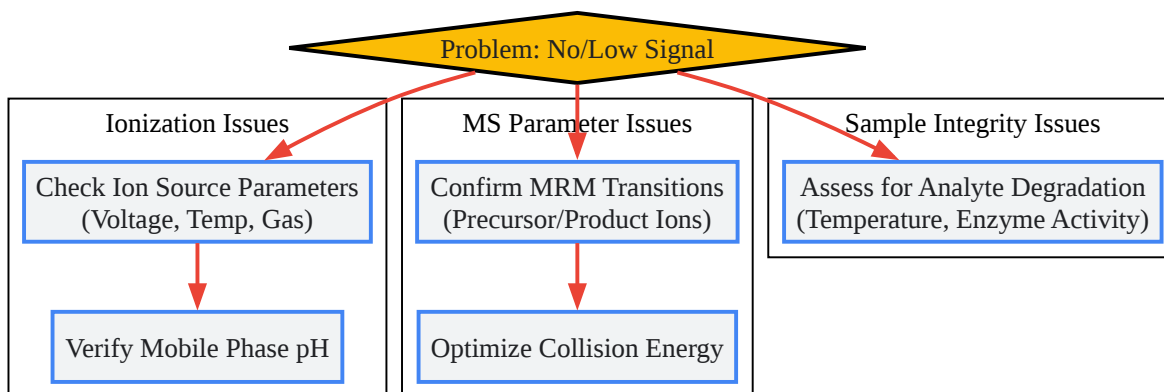 Problem: No/Low Signal
Ionization Issues
Check Ion Source Parameters
(Voltage, Temp, Gas)
Verify Mobile Phase pH
MS Parameter Issues
Confirm MRM Transitions
(Precursor/Product Ions)
Optimize Collision Energy
Sample Integrity Issues
Assess for Analyte Degradation
(Temperature, Enzyme Activity)